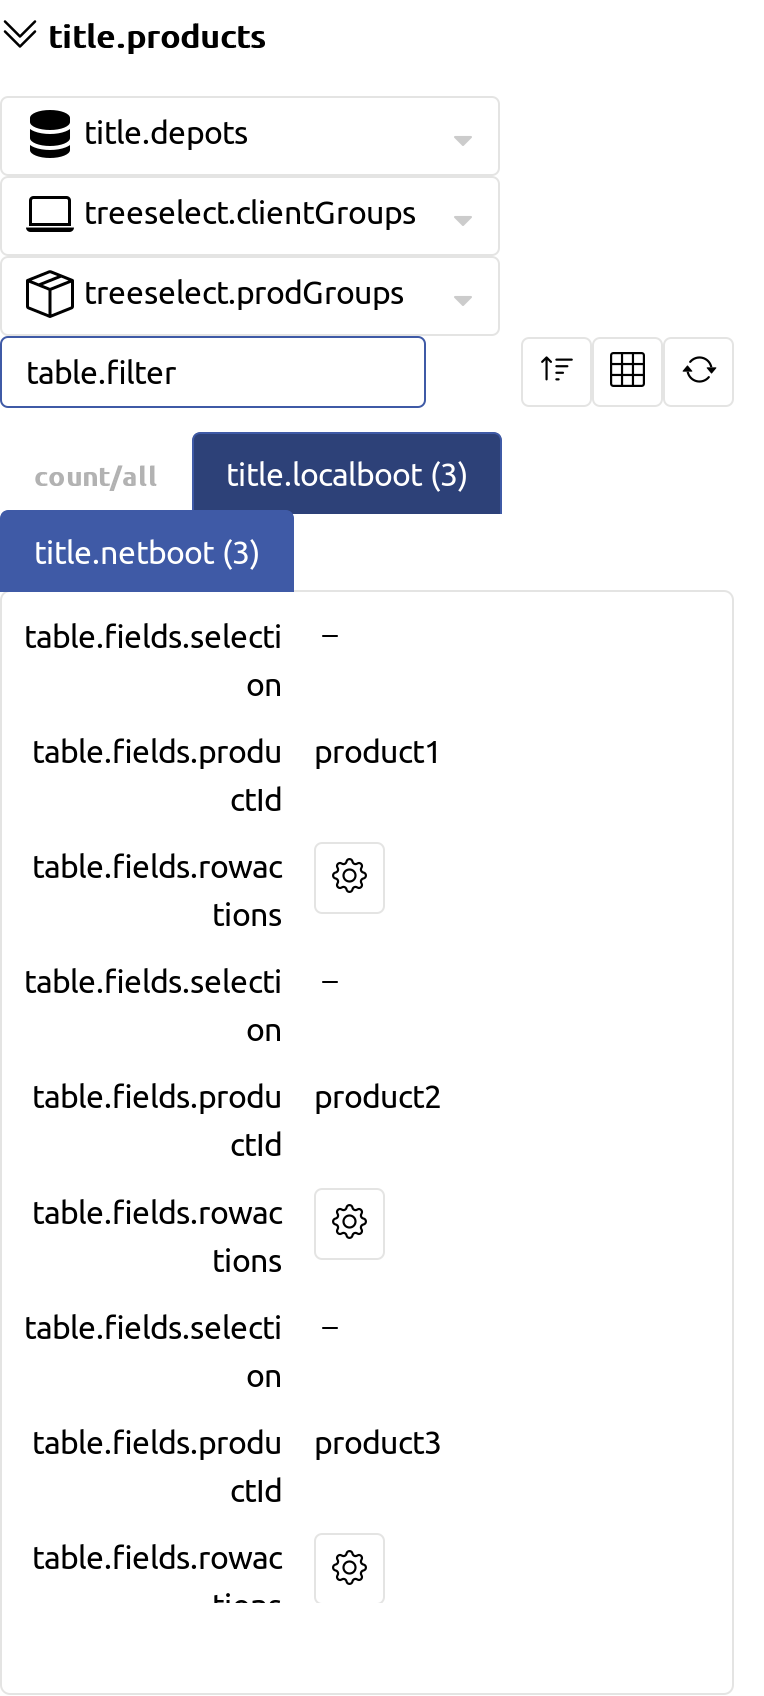 title.products
title.depots
treeselect.clientGroups
treeselect.prodGroups
table.filter
count/all
title.localboot (3)
title.netboot (3)
table.fields.selecti
on
–
table.fields.produ
ctId
product1
table.fields.rowac
tions
table.fields.selecti
on
–
table.fields.produ
ctId
product2
table.fields.rowac
tions
table.fields.selecti
on
–
table.fields.produ
ctId
product3
table.fields.rowac
tions